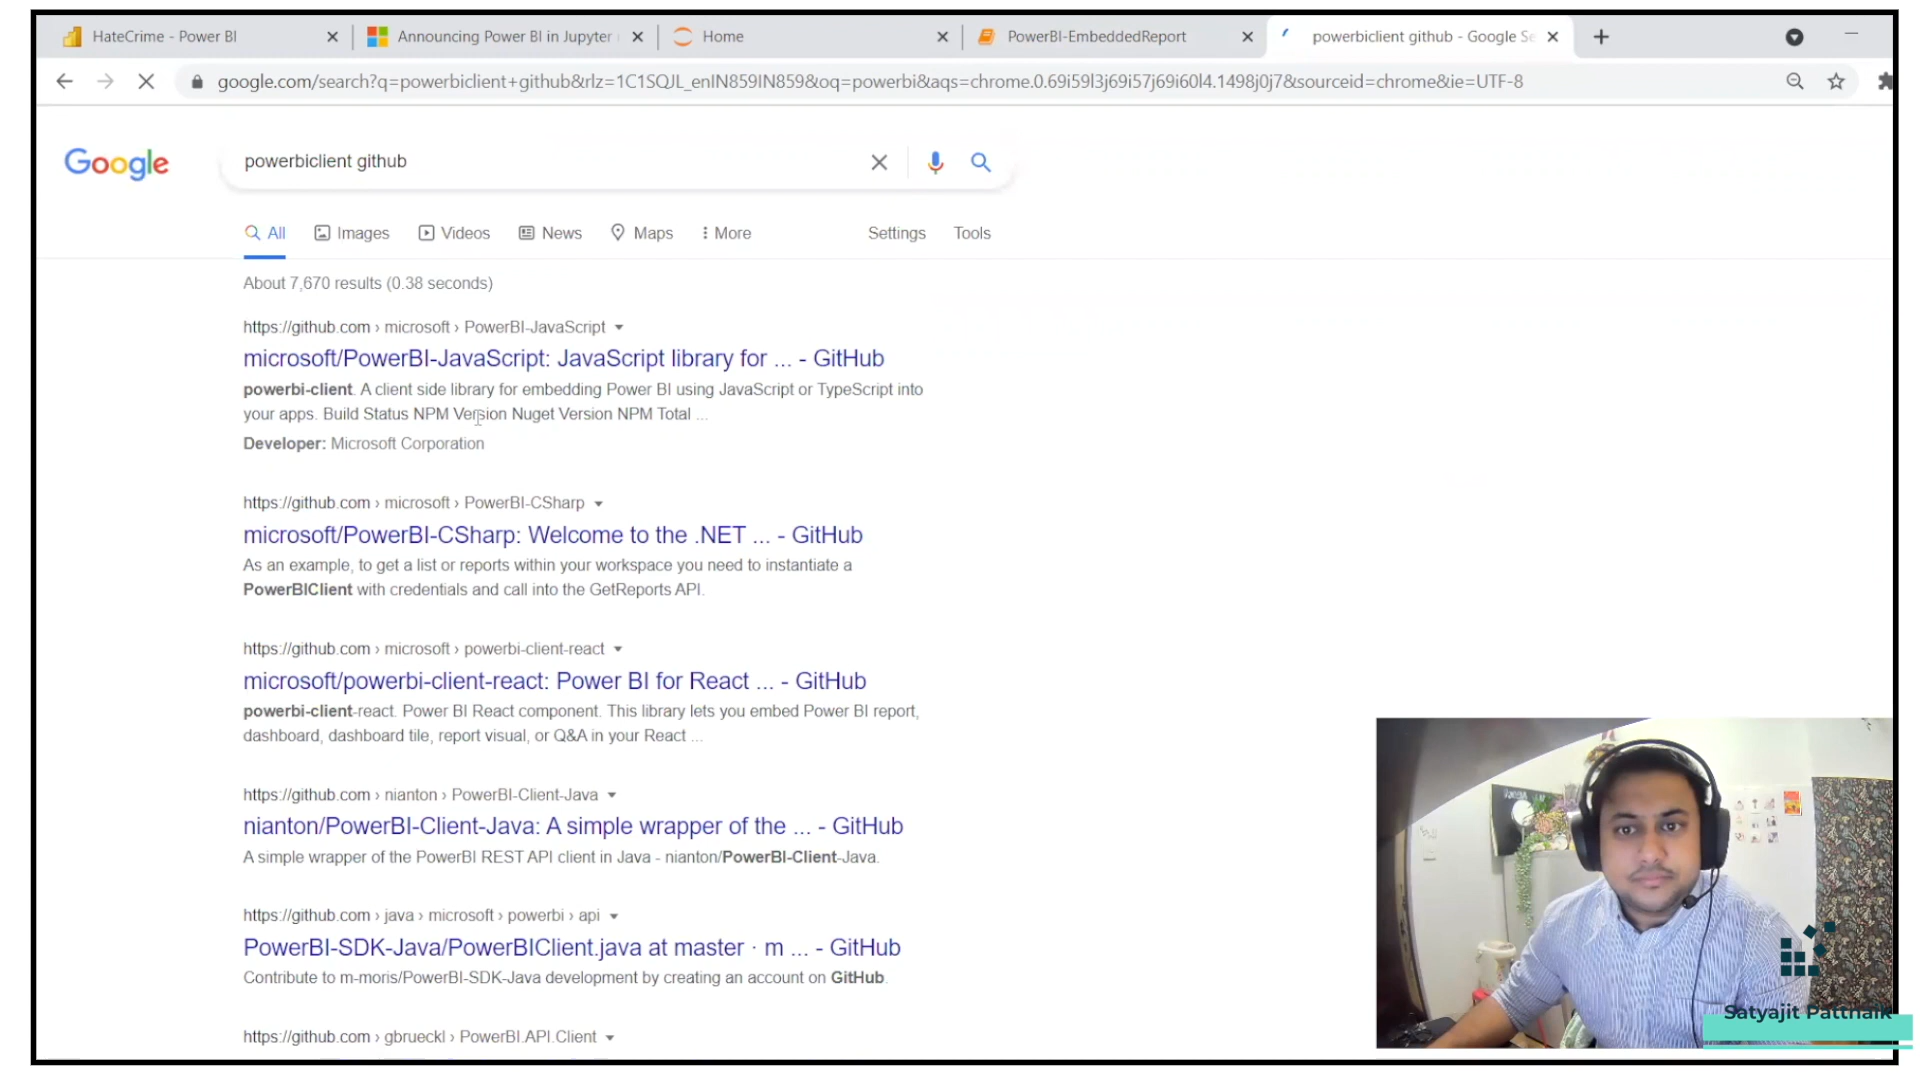 HateCrime - Power BI
Announcing Power BI in Jupyter
Home
PowerBI-EmbeddedReport
powerbiclient github - Google Se
google.com/search?q=powerbiclient+github&rlz=1C1SQJL_enIN859IN859&oq=powerbi&aqs=chrome.0.69i59l3j69i57j69i60l4.1498j0j7&sourceid=chrome&ie=UTF-8
Google
powerbiclient github
All Images Videos News Maps More Settings Tools
About 7,670 results (0.38 seconds)
https://github.com › microsoft › PowerBI-JavaScript
microsoft/PowerBI-JavaScript: JavaScript library for ... - GitHub
powerbi-client. A client side library for embedding Power BI using JavaScript or TypeScript into
your apps. Build Status NPM Version Nuget Version NPM Total ...
Developer: Microsoft Corporation
https://github.com › microsoft › PowerBI-CSharp
microsoft/PowerBI-CSharp: Welcome to the .NET ... - GitHub
As an example, to get a list or reports within your workspace you need to instantiate a
PowerBIClient with credentials and call into the GetReports API.
https://github.com › microsoft › powerbi-client-react
microsoft/powerbi-client-react: Power BI for React ... - GitHub
powerbi-client-react. Power BI React component. This library lets you embed Power BI report,
dashboard, dashboard tile, report visual, or Q&A in your React ...
https://github.com › nianton › PowerBI-Client-Java
nianton/PowerBI-Client-Java: A simple wrapper of the ... - GitHub
A simple wrapper of the PowerBI REST API client in Java - nianton/PowerBI-Client-Java.
https://github.com › java › microsoft › powerbi › api
PowerBI-SDK-Java/PowerBIClient.java at master · m ... - GitHub
Contribute to m-moris/PowerBI-SDK-Java development by creating an account on GitHub.
https://github.com › gbrueckl › PowerBI.API.Client
Satyajit Pattnaik